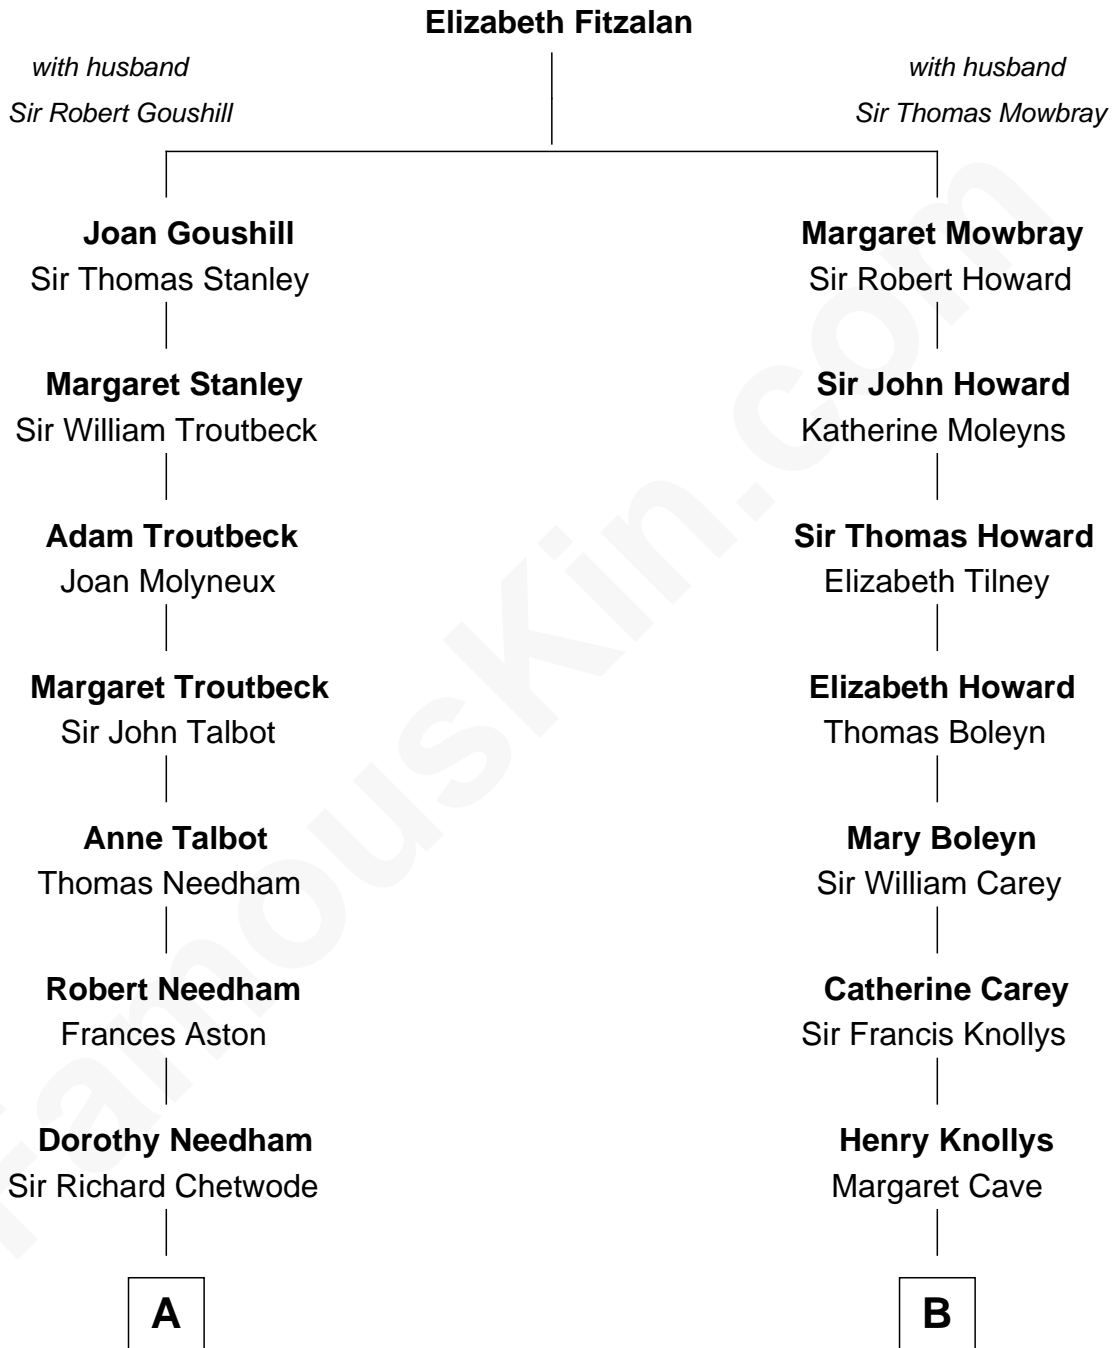 Elizabeth Fitzalan
with husband
Sir Robert Goushill
with husband
Sir Thomas Mowbray
Joan Goushill
Sir Thomas Stanley
Margaret Stanley
Sir William Troutbeck
Adam Troutbeck
Joan Molyneux
Margaret Troutbeck
Sir John Talbot
Anne Talbot
Thomas Needham
Robert Needham
Frances Aston
Dorothy Needham
Sir Richard Chetwode
A
Margaret Mowbray
Sir Robert Howard
Sir John Howard
Katherine Moleyns
Sir Thomas Howard
Elizabeth Tilney
Elizabeth Howard
Thomas Boleyn
Mary Boleyn
Sir William Carey
Catherine Carey
Sir Francis Knollys
Henry Knollys
Margaret Cave
B
FamousKin.com